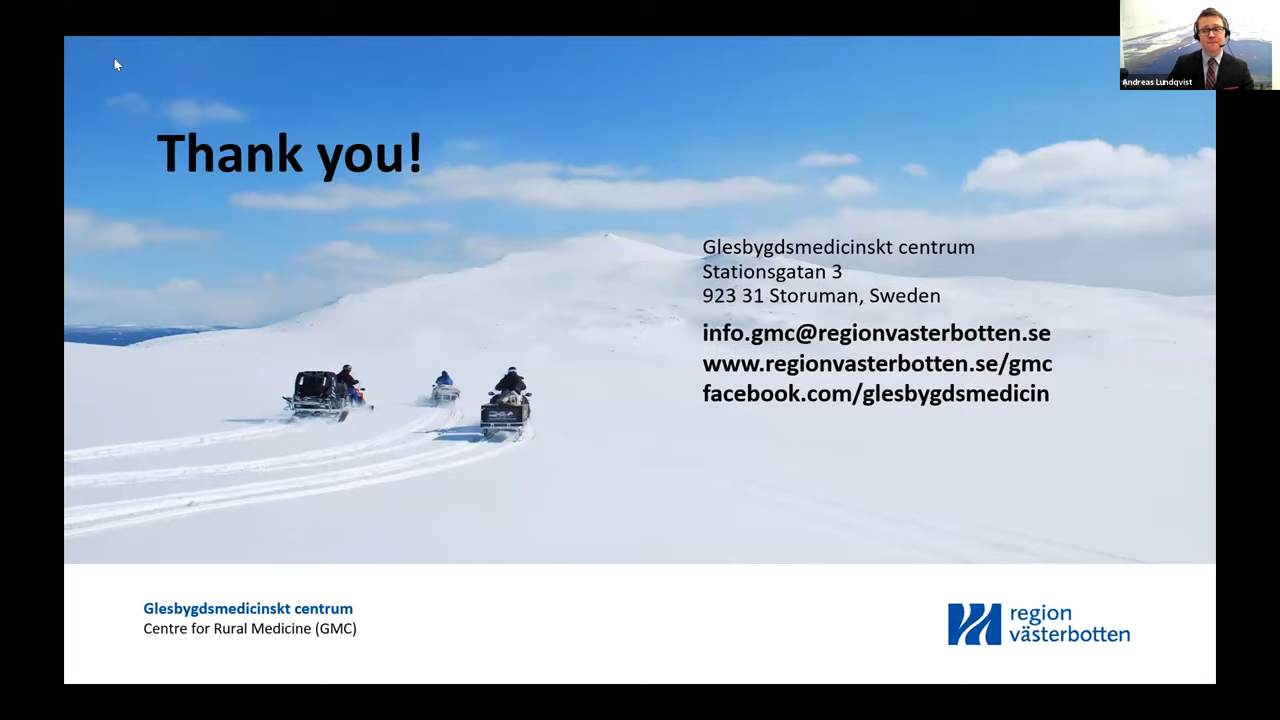 Andreas Lundqvist
Thank you!
Glesbygdsmedicinskt centrum
Stationsgatan 3
923 31 Storuman, Sweden
info.gmc@regionvasterbotten.se
www.regionvasterbotten.se/gmc
facebook.com/glesbygdsmedicin
Glesbygdsmedicinskt centrum
Centre for Rural Medicine (GMC)
region
västerbotten